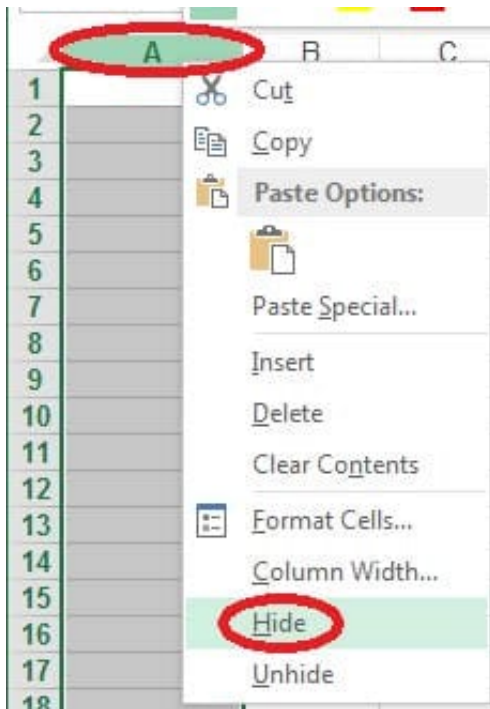 A B C
1 Cut
2 Copy
3
4 Paste Options:
5
6
7 Paste Special...
8 Insert
9
10 Delete
11 Clear Contents
12
13 Format Cells...
14 Column Width...
15
16 Hide
17 Unhide
18